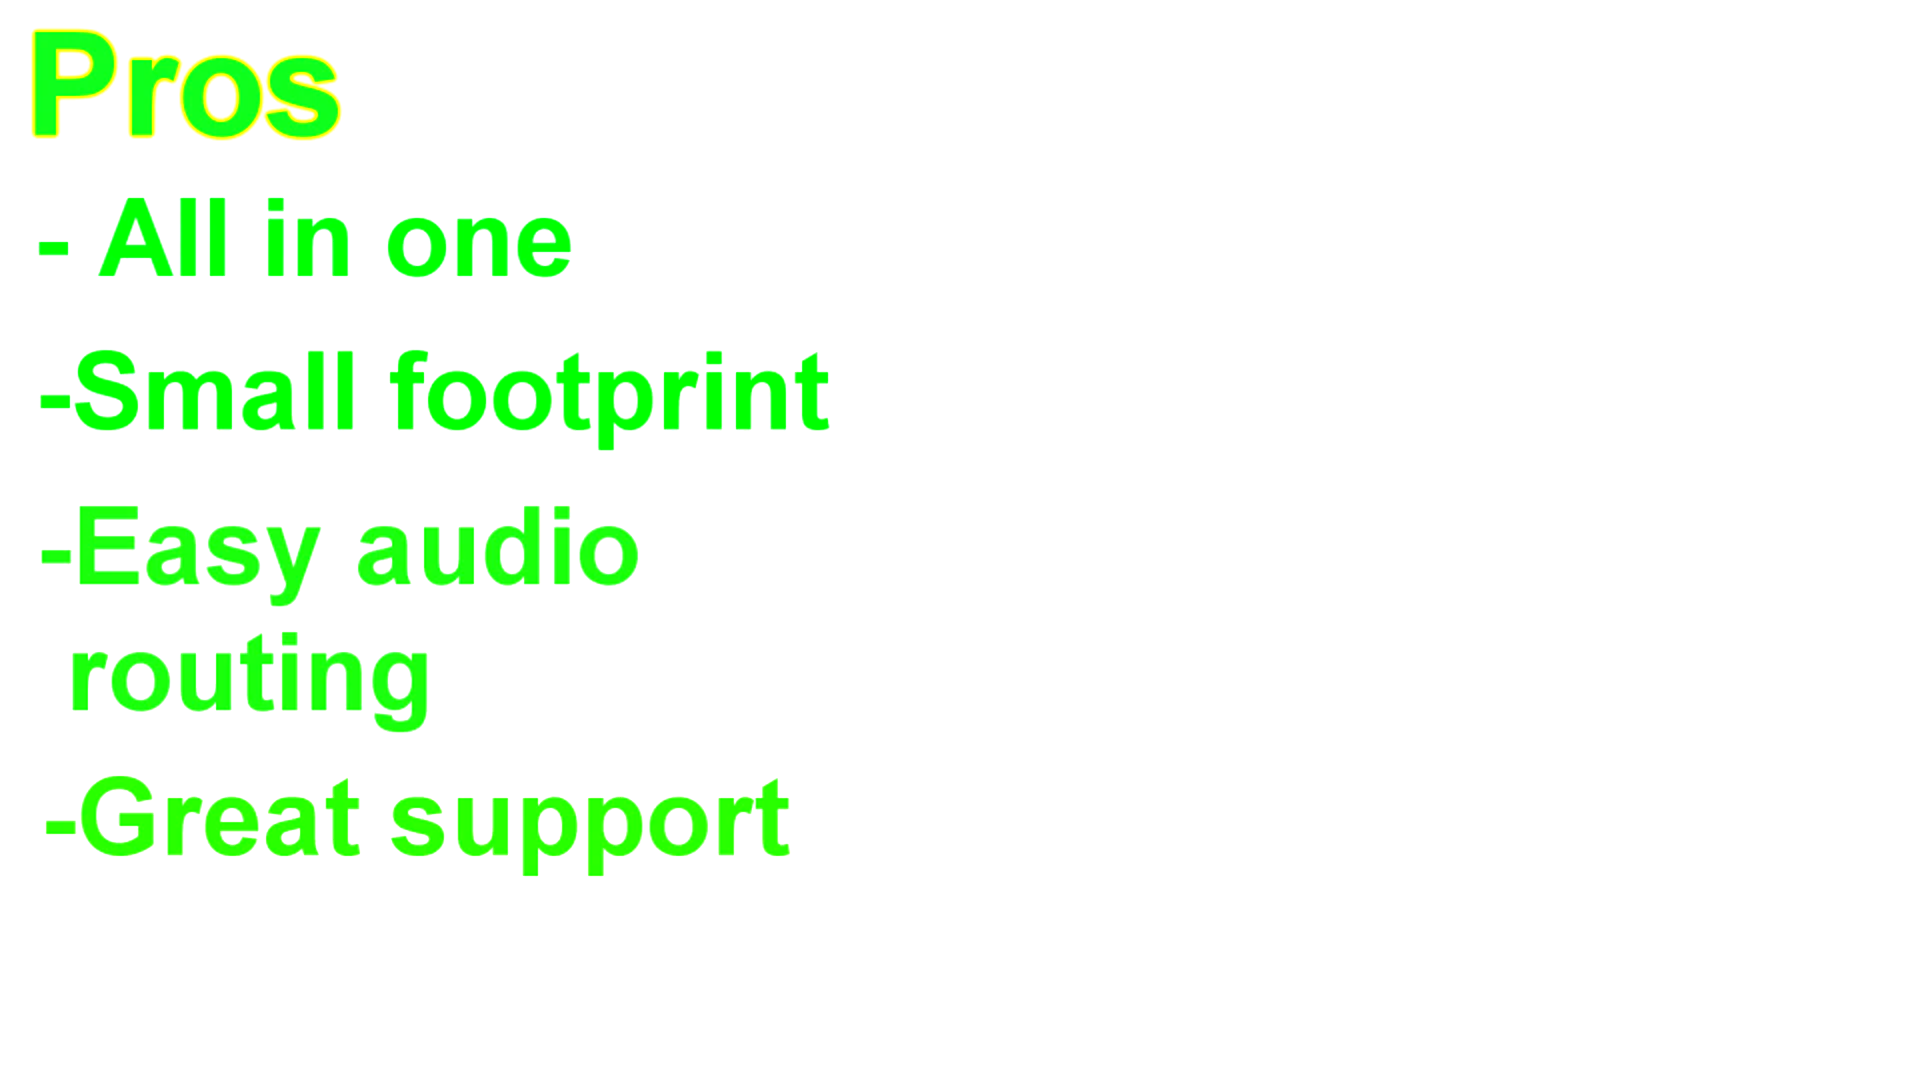 Pros
- All in one
-Small footprint
-Easy audio
routing
-Great support